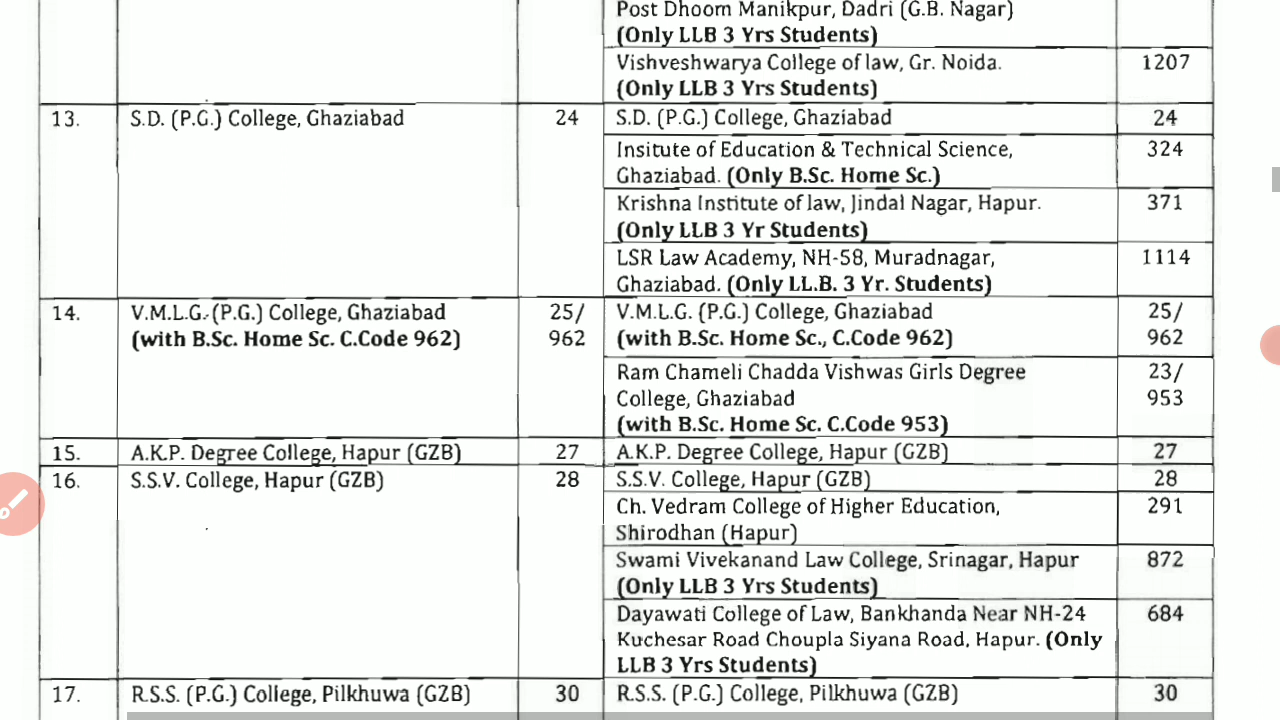 Post Dhoom Manikpur, Dadri (G.B. Nagar)
(Only LLB 3 Yrs Students)
Vishveshwarya College of law, Gr. Noida. 1207
(Only LLB 3 Yrs Students)
13. S.D. (P.G.) College, Ghaziabad 24 S.D. (P.G.) College, Ghaziabad 24
Insitute of Education & Technical Science, 324
Ghaziabad. (Only B.Sc. Home Sc.)
Krishna Institute of law, Jindal Nagar, Hapur. 371
(Only LLB 3 Yr Students)
LSR Law Academy, NH-58, Muradnagar, 1114
Ghaziabad. (Only LL.B. 3 Yr. Students)
14. V.M.L.G. (P.G.) College, Ghaziabad 25/ V.M.L.G. (P.G.) College, Ghaziabad 25/
(with B.Sc. Home Sc. C.Code 962) 962 (with B.Sc. Home Sc., C.Code 962) 962
Ram Chameli Chadda Vishwas Girls Degree 23/
College, Ghaziabad 953
(with B.Sc. Home Sc. C.Code 953)
15. A.K.P. Degree College, Hapur (GZB) 27 A.K.P. Degree College, Hapur (GZB) 27
16. S.S.V. College, Hapur (GZB) 28 S.S.V. College, Hapur (GZB) 28
Ch. Vedram College of Higher Education, 291
Shirodhan (Hapur)
Swami Vivekanand Law College, Srinagar, Hapur 872
(Only LLB 3 Yrs Students)
Dayawati College of Law, Bankhanda Near NH-24 684
Kuchesar Road Choupla Siyana Road, Hapur. (Only
LLB 3 Yrs Students)
17. R.S.S. (P.G.) College, Pilkhuwa (GZB) 30 R.S.S. (P.G.) College, Pilkhuwa (GZB) 30